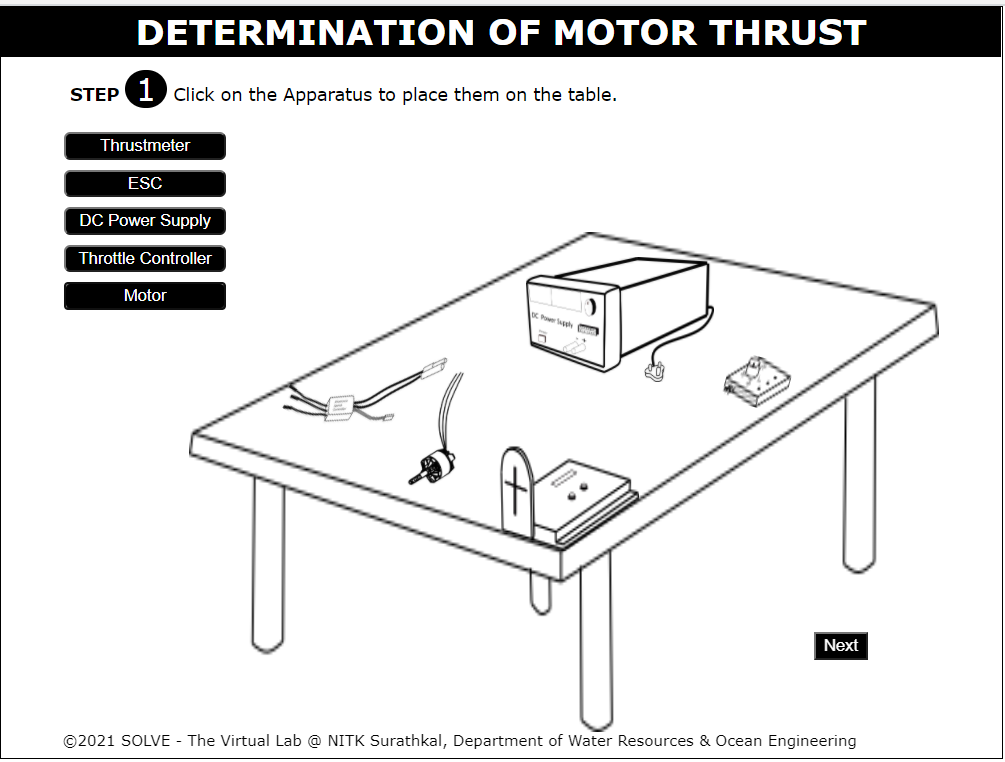 DETERMINATION OF MOTOR THRUST
STEP 1 Click on the Apparatus to place them on the table.
Thrustmeter
ESC
DC Power Supply
Throttle Controller
Motor
DC Power Supply
- +
Next
©2021 SOLVE - The Virtual Lab @ NITK Surathkal, Department of Water Resources & Ocean Engineering